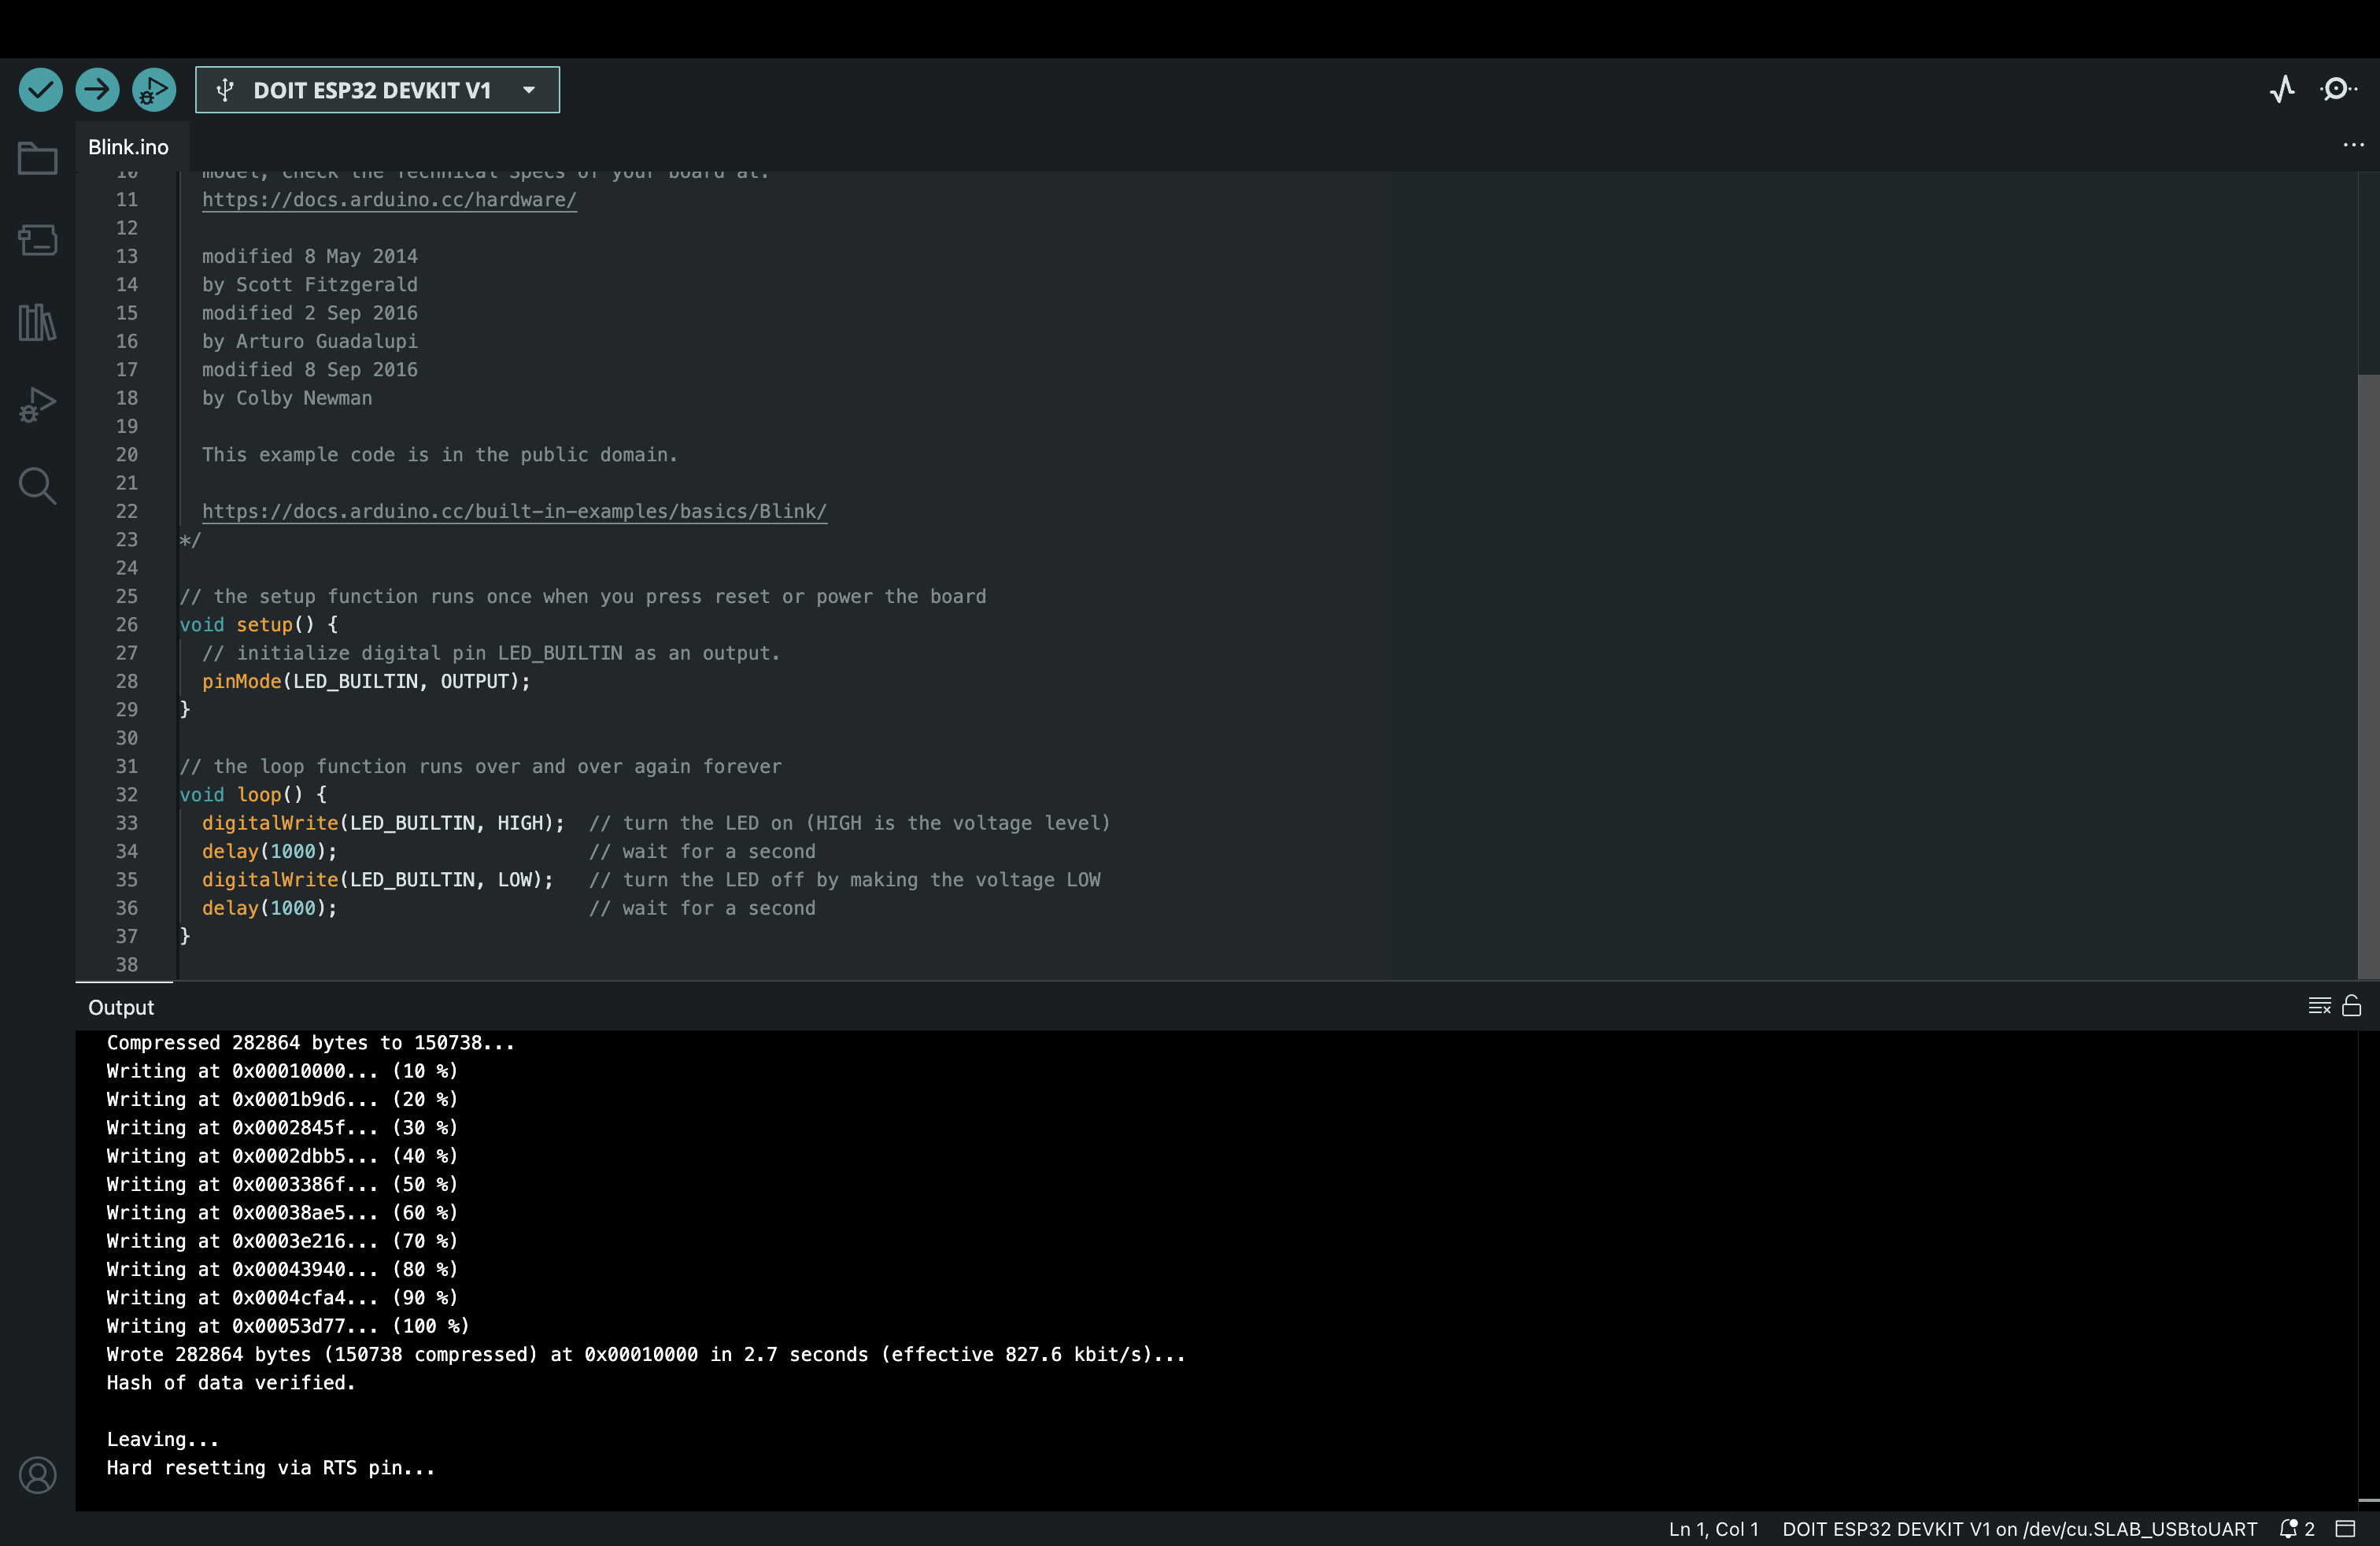 DOIT ESP32 DEVKIT V1
Blink.ino
10 model, check the Technical Specs of your board at:
11 https://docs.arduino.cc/hardware/
12
13 modified 8 May 2014
14 by Scott Fitzgerald
15 modified 2 Sep 2016
16 by Arturo Guadalupi
17 modified 8 Sep 2016
18 by Colby Newman
19
20 This example code is in the public domain.
21
22 https://docs.arduino.cc/built-in-examples/basics/Blink/
23 */
24
25 // the setup function runs once when you press reset or power the board
26 void setup() {
27 // initialize digital pin LED_BUILTIN as an output.
28 pinMode(LED_BUILTIN, OUTPUT);
29 }
30
31 // the loop function runs over and over again forever
32 void loop() {
33 digitalWrite(LED_BUILTIN, HIGH);  // turn the LED on (HIGH is the voltage level)
34 delay(1000);                      // wait for a second
35 digitalWrite(LED_BUILTIN, LOW);   // turn the LED off by making the voltage LOW
36 delay(1000);                      // wait for a second
37 }
38
Output
Compressed 282864 bytes to 150738...
Writing at 0x00010000... (10 %)
Writing at 0x0001b9d6... (20 %)
Writing at 0x0002845f... (30 %)
Writing at 0x0002dbb5... (40 %)
Writing at 0x0003386f... (50 %)
Writing at 0x00038ae5... (60 %)
Writing at 0x0003e216... (70 %)
Writing at 0x00043940... (80 %)
Writing at 0x0004cfa4... (90 %)
Writing at 0x00053d77... (100 %)
Wrote 282864 bytes (150738 compressed) at 0x00010000 in 2.7 seconds (effective 827.6 kbit/s)...
Hash of data verified.

Leaving...
Hard resetting via RTS pin...
Ln 1, Col 1 DOIT ESP32 DEVKIT V1 on /dev/cu.SLAB_USBtoUART 2